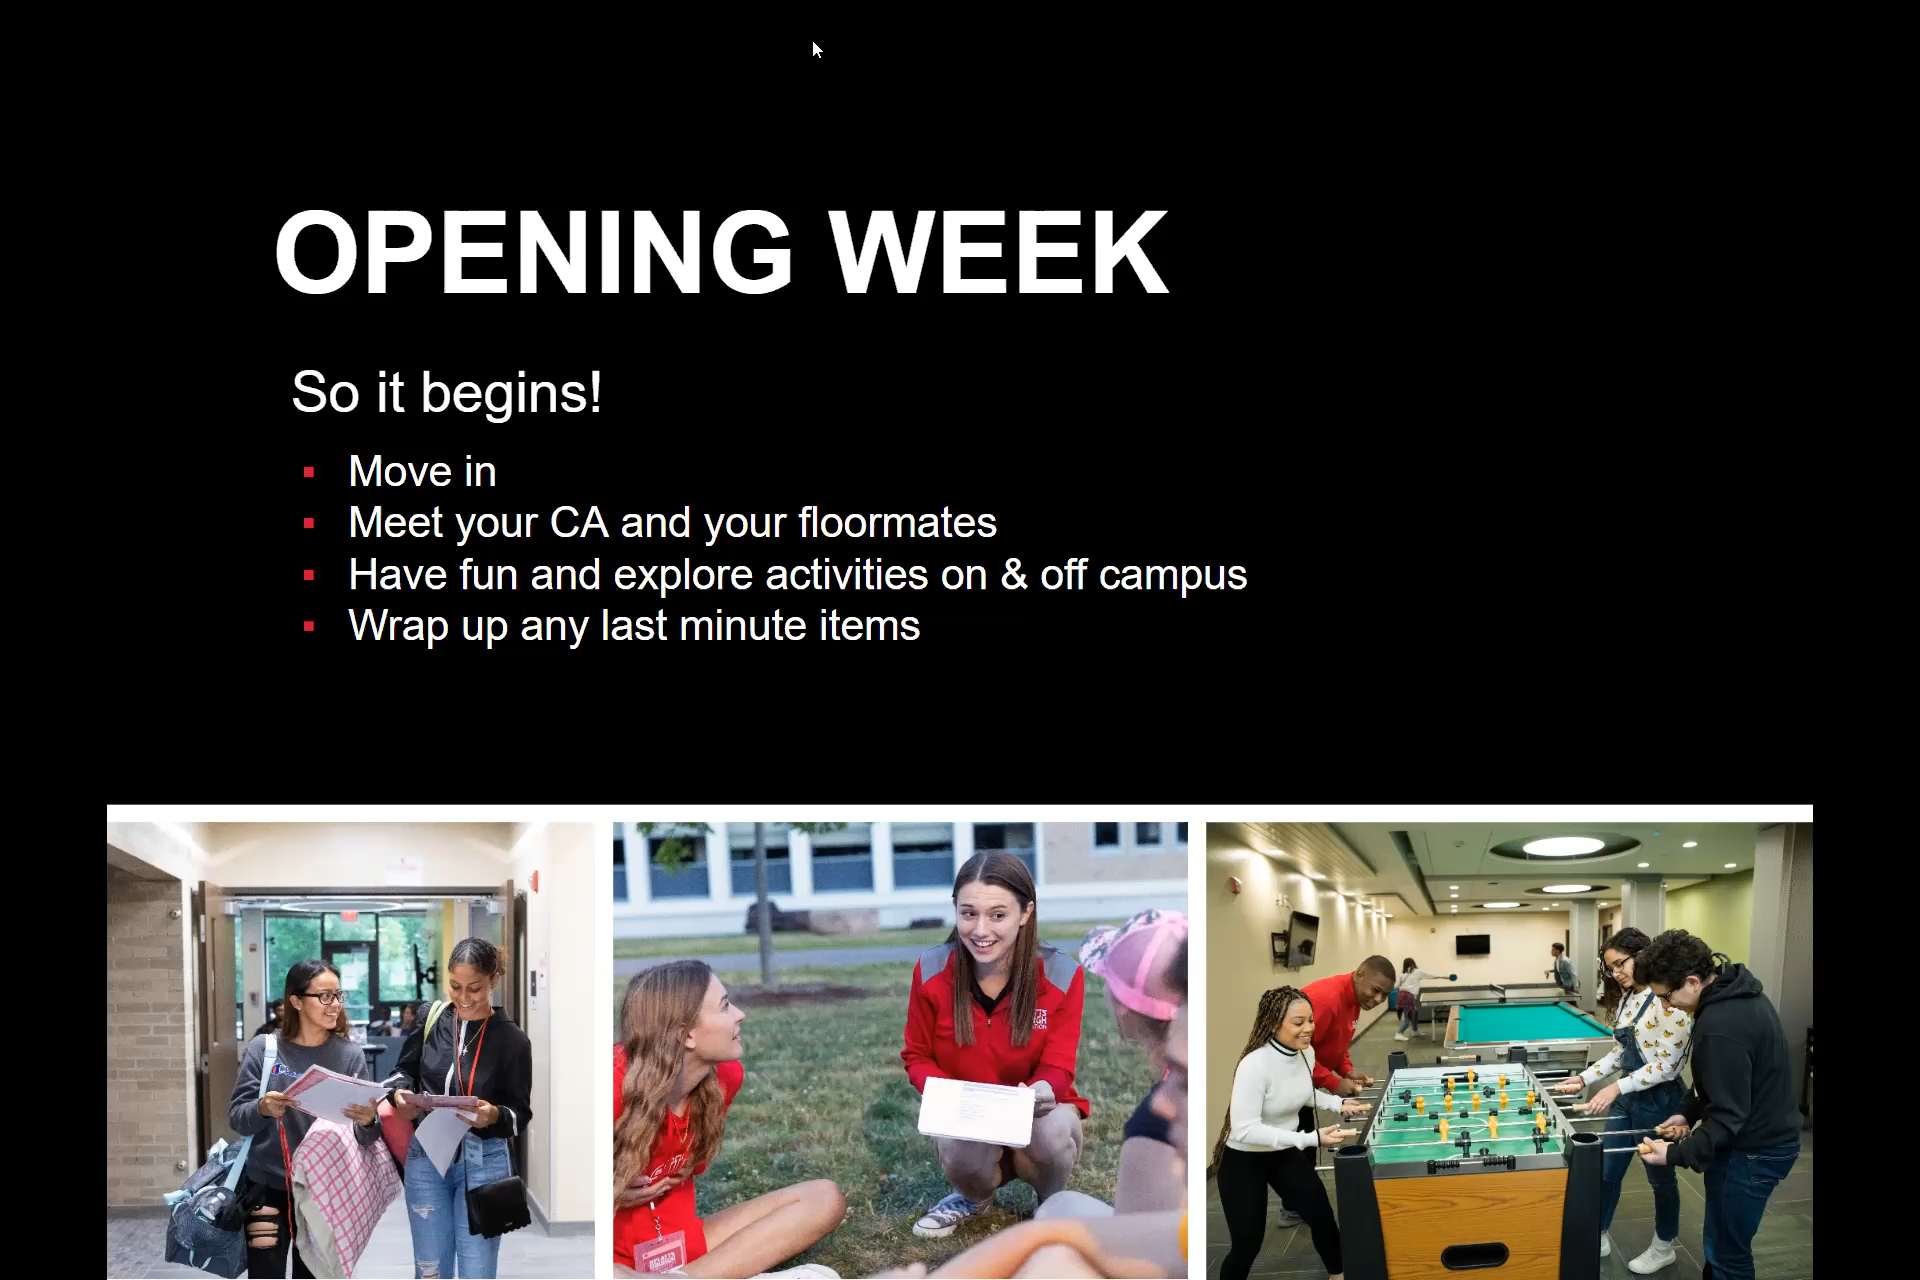 OPENING WEEK
So it begins!
Move in
Meet your CA and your floormates
Have fun and explore activities on & off campus
Wrap up any last minute items